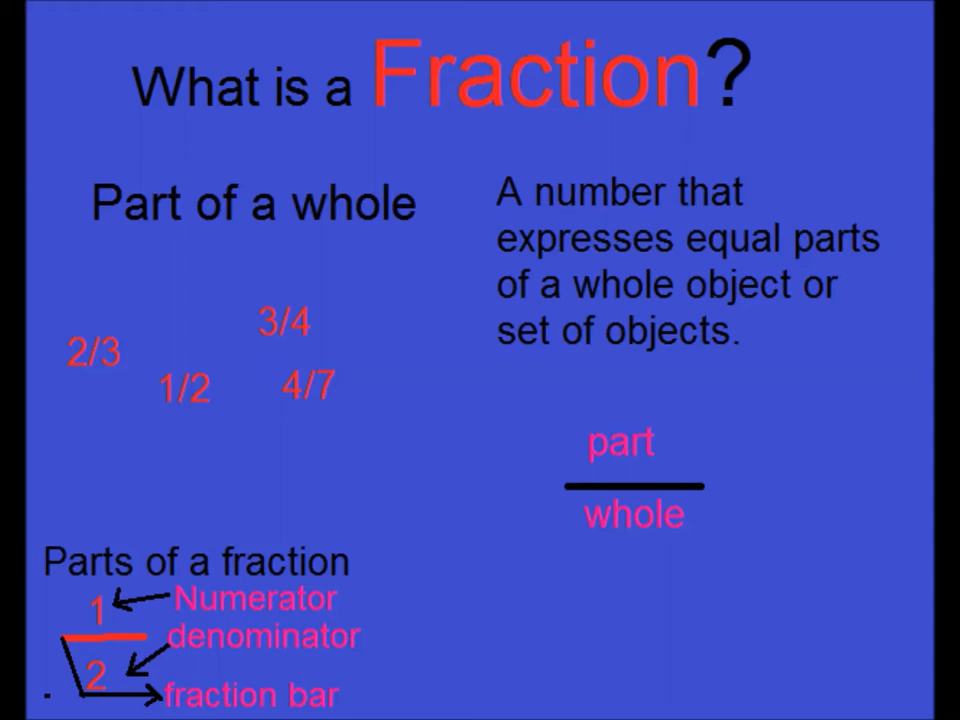 What is a Fraction?
Part of a whole
A number that
expresses equal parts
of a whole object or
set of objects.
3/4
2/3
1/2
4/7
part
whole
Parts of a fraction
1
Numerator
denominator
2
fraction bar